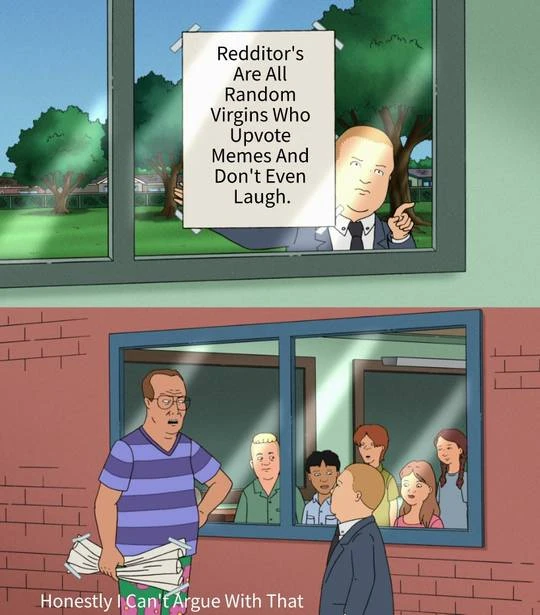 Redditor's
Are All
Random
Virgins Who
Upvote
Memes And
Don't Even
Laugh.
Honestly I Can't Argue With That